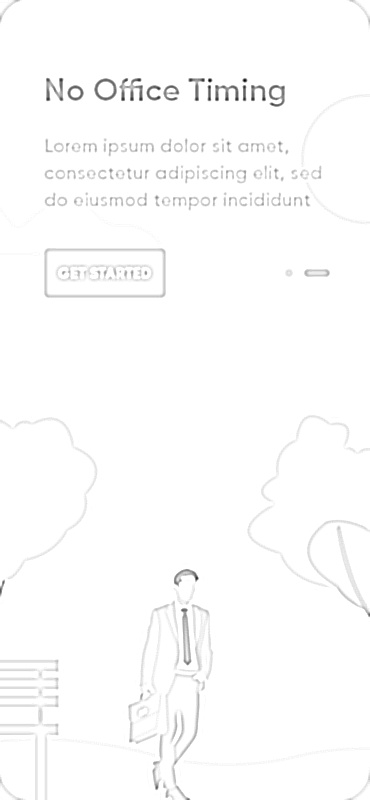 No Office Timing
Lorem ipsum dolor sit amet,
consectetur adipiscing elit, sed
do eiusmod tempor incididunt
GET STARTED